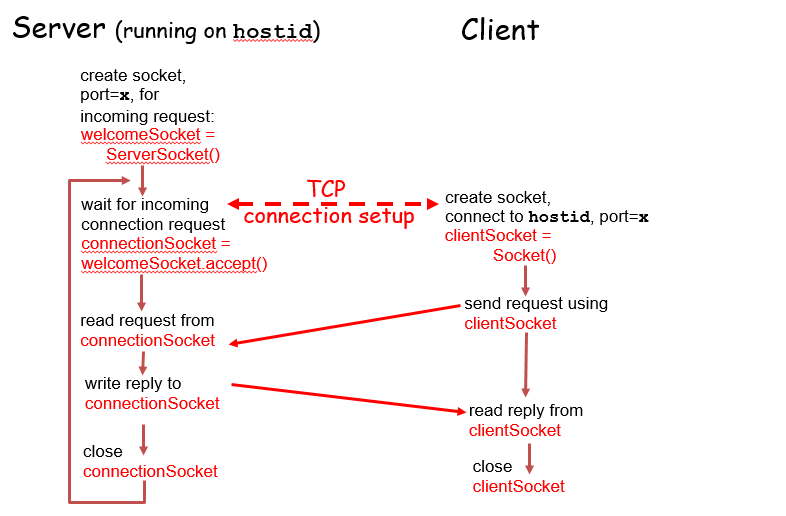 Server (running on hostid)
Client
create socket,
port=x, for
incoming request:
welcomeSocket =
ServerSocket()
TCP
connection setup
wait for incoming
connection request
connectionSocket =
welcomeSocket.accept()
create socket,
connect to hostid, port=x
clientSocket =
Socket()
send request using
clientSocket
read request from
connectionSocket
write reply to
connectionSocket
read reply from
clientSocket
close
connectionSocket
close
clientSocket